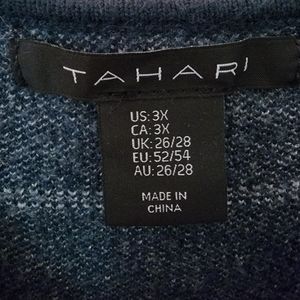 TAHARI
US: 3X
CA: 3X
UK: 26/28
EU: 52/54
AU: 26/28
MADE IN
CHINA